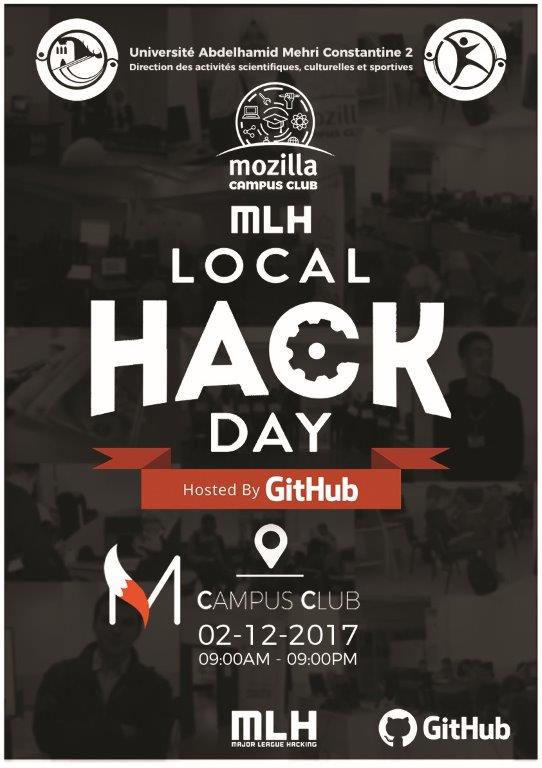 Université Abdelhamid Mehri Constantine 2
Direction des activités scientifiques, culturelles et sportives
mozilla
CAMPUS CLUB
MLH
LOCAL
HACK
DAY
Hosted By GitHub
M CAMPUS CLUB
02-12-2017
09:00AM - 09:00PM
MLH
MAJOR LEAGUE HACKING
GitHub